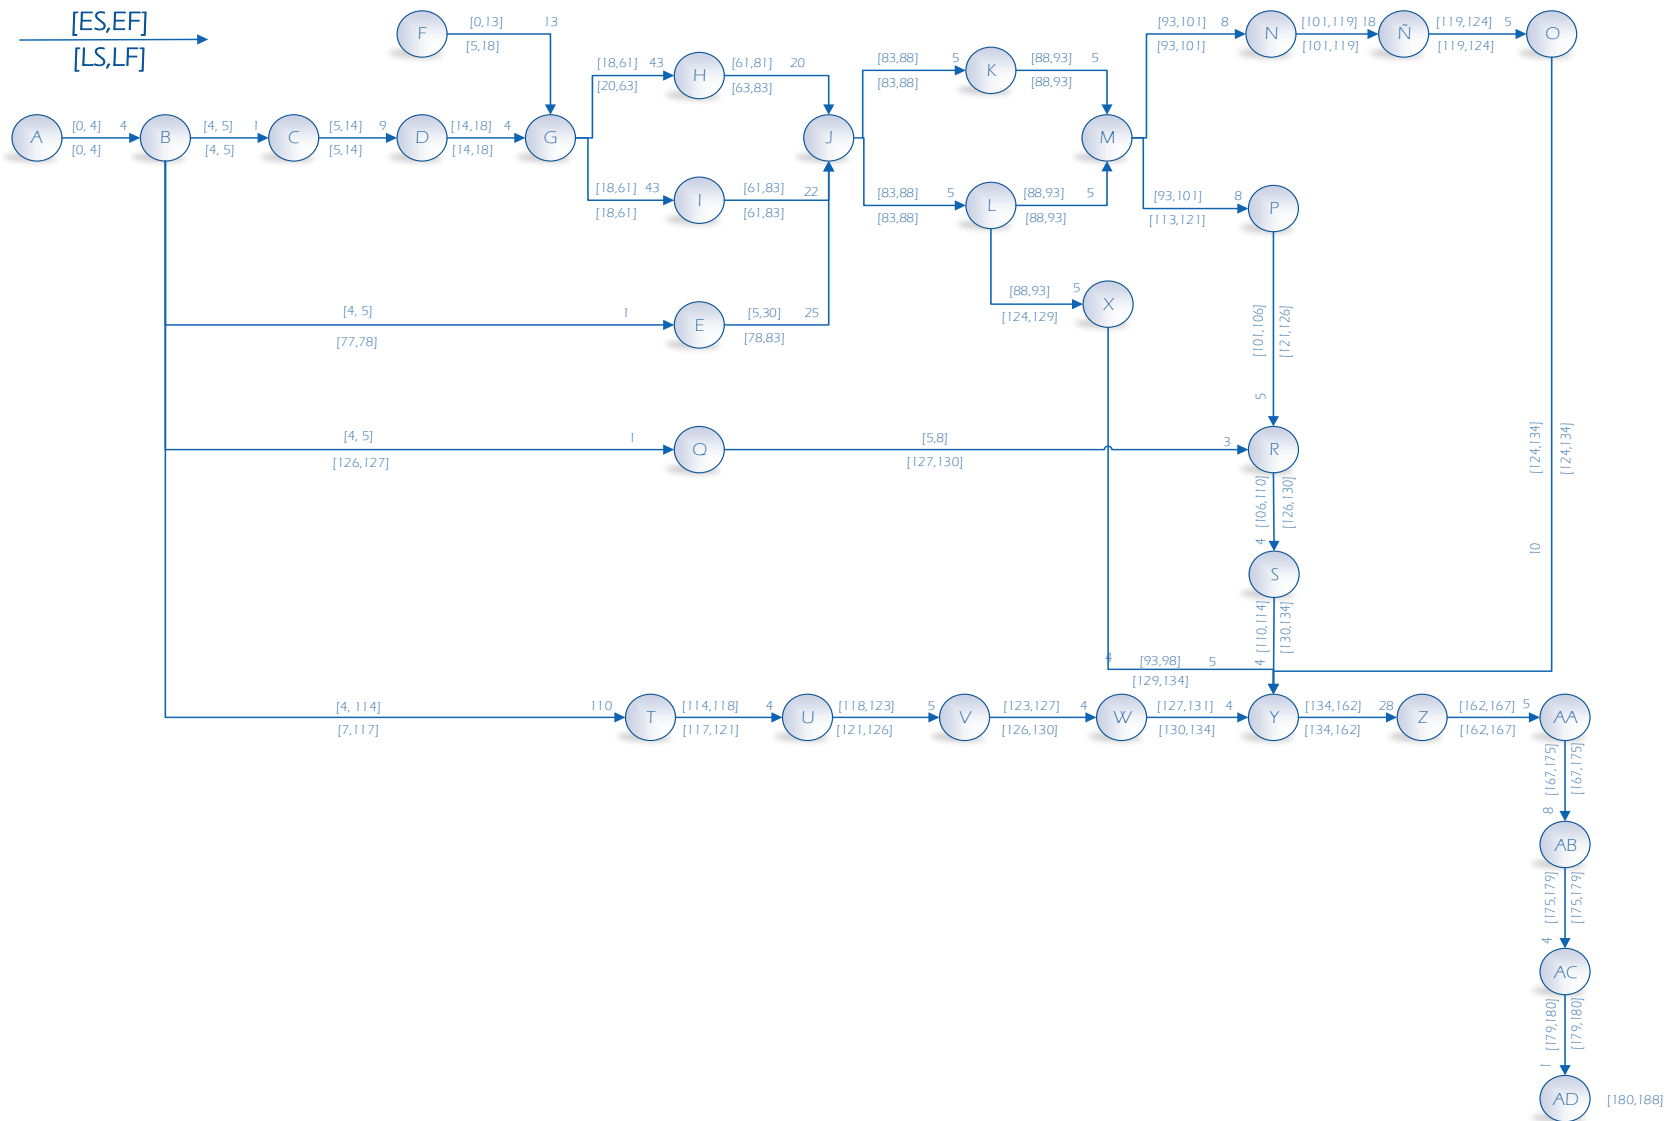 [ES,EF]
[LS,LF]
F
[0,13]
13
[5,18]
[18,61] 43
[20,63]
H
[61,81] 20
[63,83]
[83,88] 5
[83,88]
K
[88,93] 5
[88,93]
[93,101] 8
[93,101]
N
[101,119] 18
[101,119]
Ñ
[119,124] 5
[119,124]
O
A
[0, 4] 4
[0, 4]
B
[4, 5] 1
[4, 5]
C
[5,14] 9
[5,14]
D
[14,18] 4
[14,18]
G
J
M
[18,61] 43
[18,61]
I
[61,83] 22
[61,83]
[83,88] 5
[83,88]
L
[88,93] 5
[88,93]
[93,101] 8
[113,121]
P
[88,93] 5
[124,129]
X
[4, 5] 1
[77,78]
E
[5,30] 25
[78,83]
[101,106]
[121,126]
5
[4, 5] 1
[126,127]
Q
[5,8] 3
[127,130]
R
[124,134]
[124,134]
10
[106,110]
[126,130]
4
S
[110,114]
[130,134]
4
4
[93,98] 5
[129,134]
[4, 114] 110
[7,117]
T
[114,118] 4
[117,121]
U
[118,123] 5
[121,126]
V
[123,127] 4
[126,130]
W
[127,131] 4
[130,134]
Y
[134,162] 28
[134,162]
Z
[162,167] 5
[162,167]
AA
[167,175]
[167,175]
8
AB
[175,179]
[175,179]
4
AC
[179,180]
[179,180]
1
AD
[180,188]